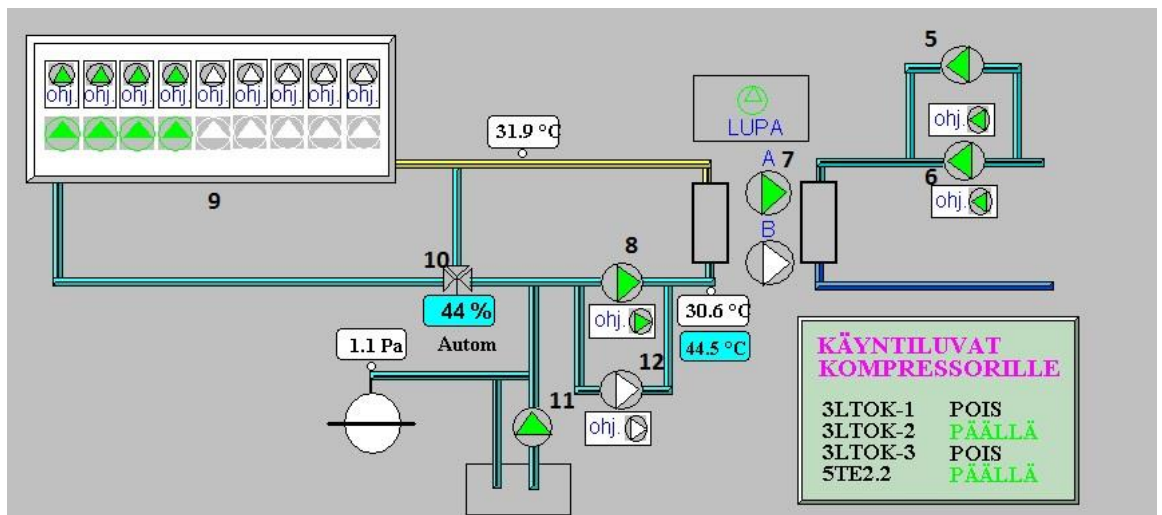 ohj. ohj. ohj. ohj. ohj. ohj. ohj. ohj. ohj.
9
31.9 °C
LUPA
A
7
B
5
ohj.
6
ohj.
10
44 %
Autom
8
ohj.
30.6 °C
44.5 °C
12
ohj.
1.1 Pa
11
KÄYNTILUVAT
KOMPRESSORILLE
3LTOK-1 POIS
3LTOK-2 PÄÄLLÄ
3LTOK-3 POIS
5TE2.2 PÄÄLLÄ